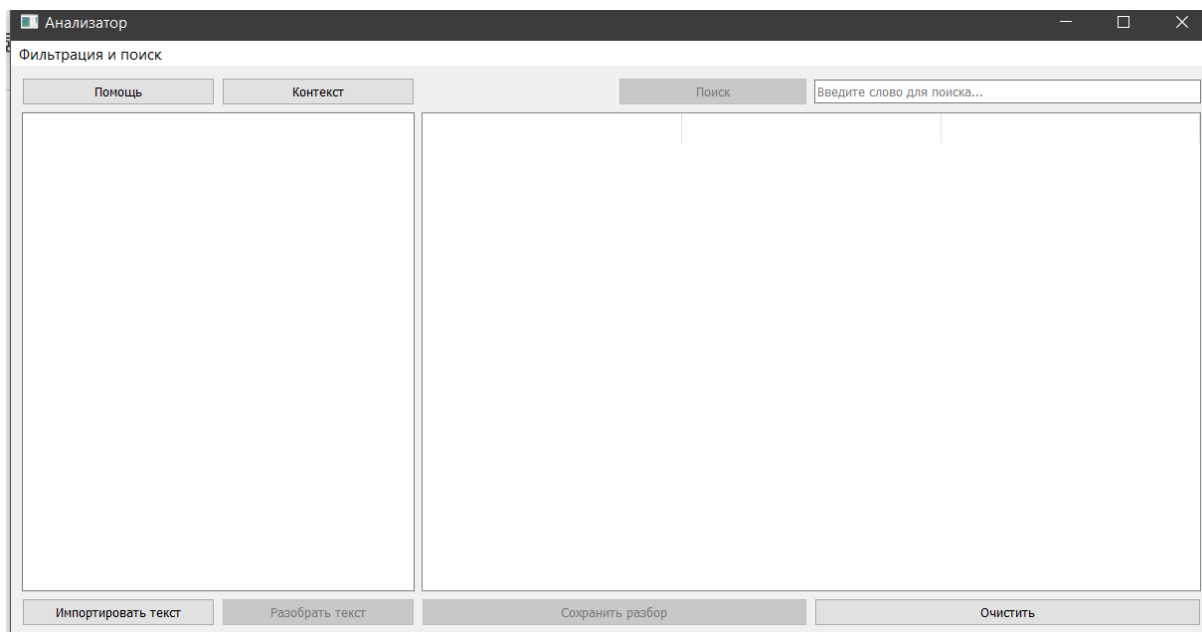 Анализатор
Фильтрация и поиск
Помощь Контекст Поиск Введите слово для поиска...
Импортировать текст Разобрать текст Сохранить разбор Очистить